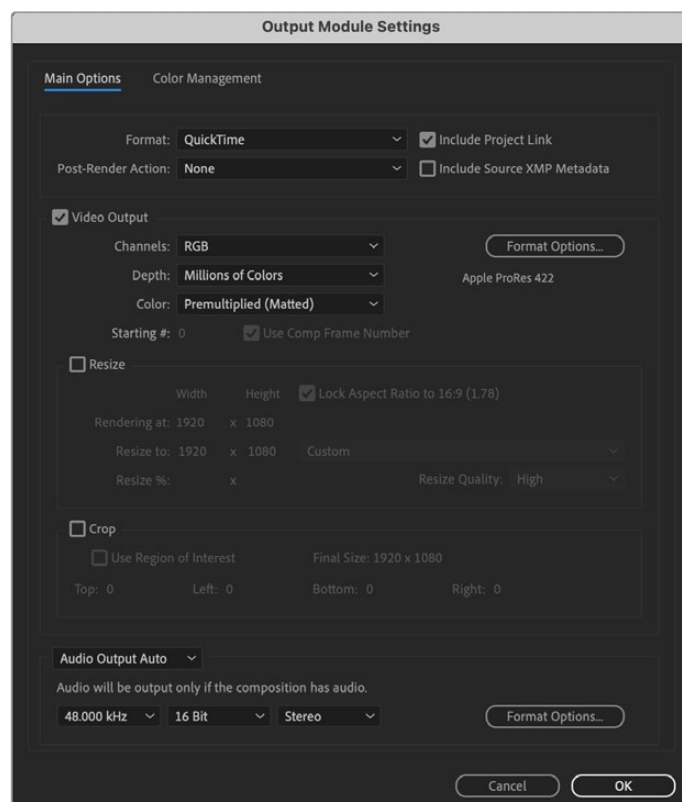 Output Module Settings
Main Options Color Management
Format: QuickTime Include Project Link
Post-Render Action: None Include Source XMP Metadata
Video Output
Channels: RGB Format Options...
Depth: Millions of Colors Apple ProRes 422
Color: Premultiplied (Matted)
Starting #: 0 Use Comp Frame Number
Resize
Width Height Lock Aspect Ratio to 16:9 (1.78)
Rendering at: 1920 x 1080
Resize to: 1920 x 1080 Custom
Resize %: x Resize Quality: High
Crop
Use Region of Interest Final Size: 1920 x 1080
Top: 0 Left: 0 Bottom: 0 Right: 0
Audio Output Auto
Audio will be output only if the composition has audio.
48.000 kHz 16 Bit Stereo Format Options...
Cancel OK